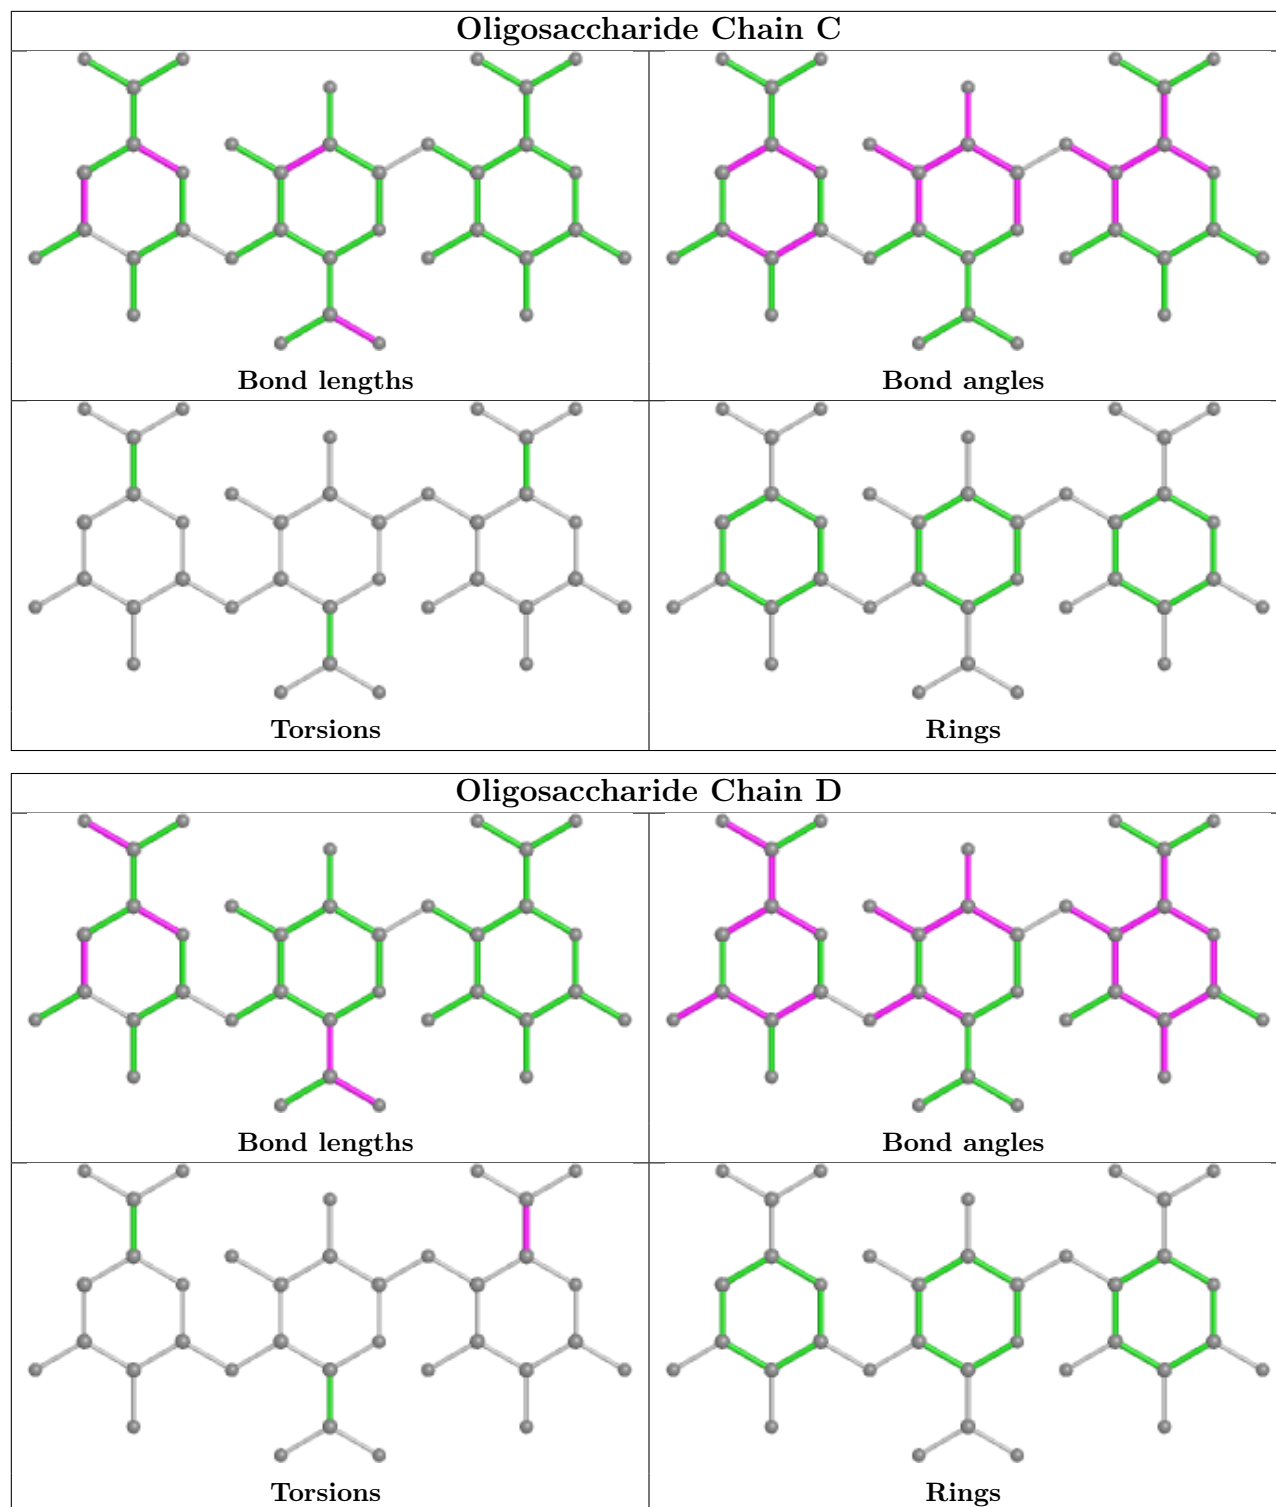 Oligosaccharide Chain C
Bond lengths
Bond angles
Torsions
Rings
Oligosaccharide Chain D
Bond lengths
Bond angles
Torsions
Rings